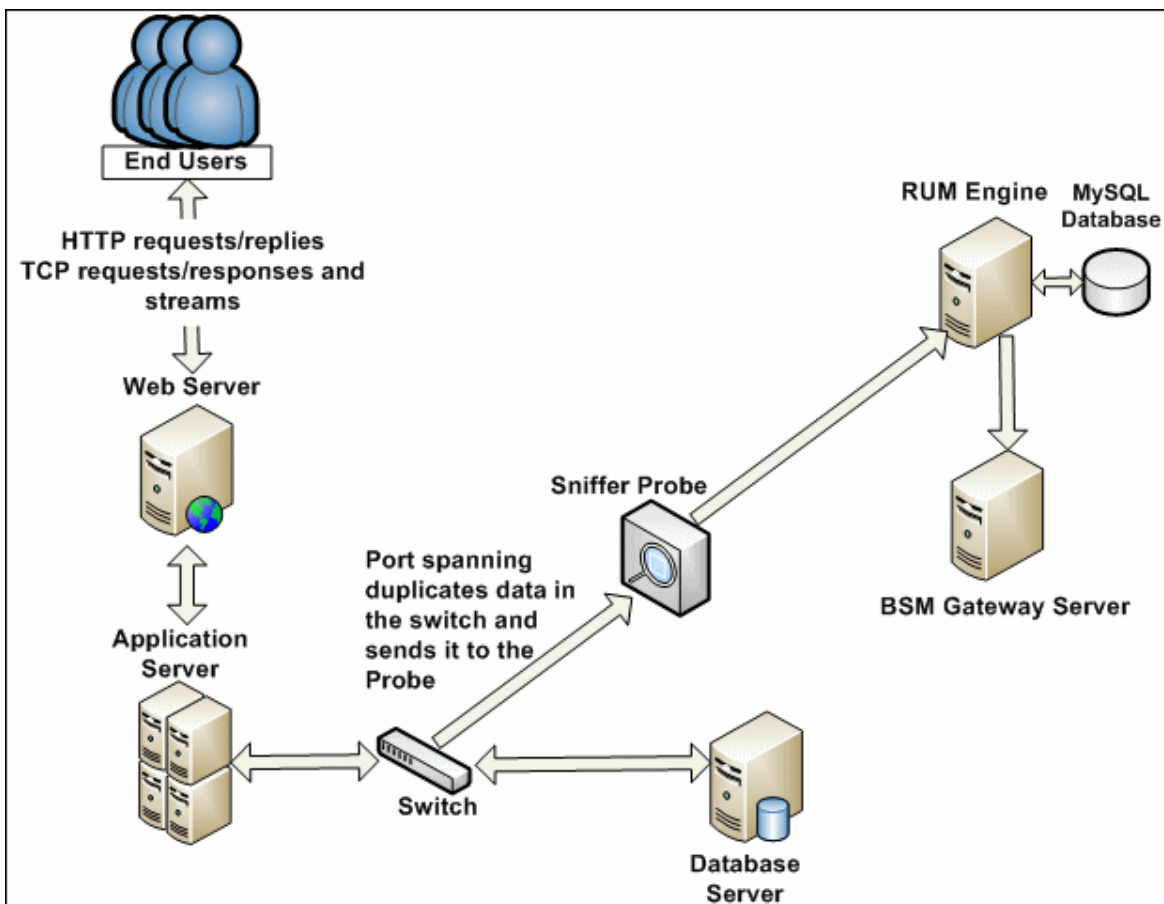 End Users
HTTP requests/replies
TCP requests/responses and
streams
Web Server
Application
Server
Port spanning
duplicates data in
the switch and
sends it to the
Probe
Switch
Sniffer Probe
Database
Server
RUM Engine
MySQL
Database
BSM Gateway Server